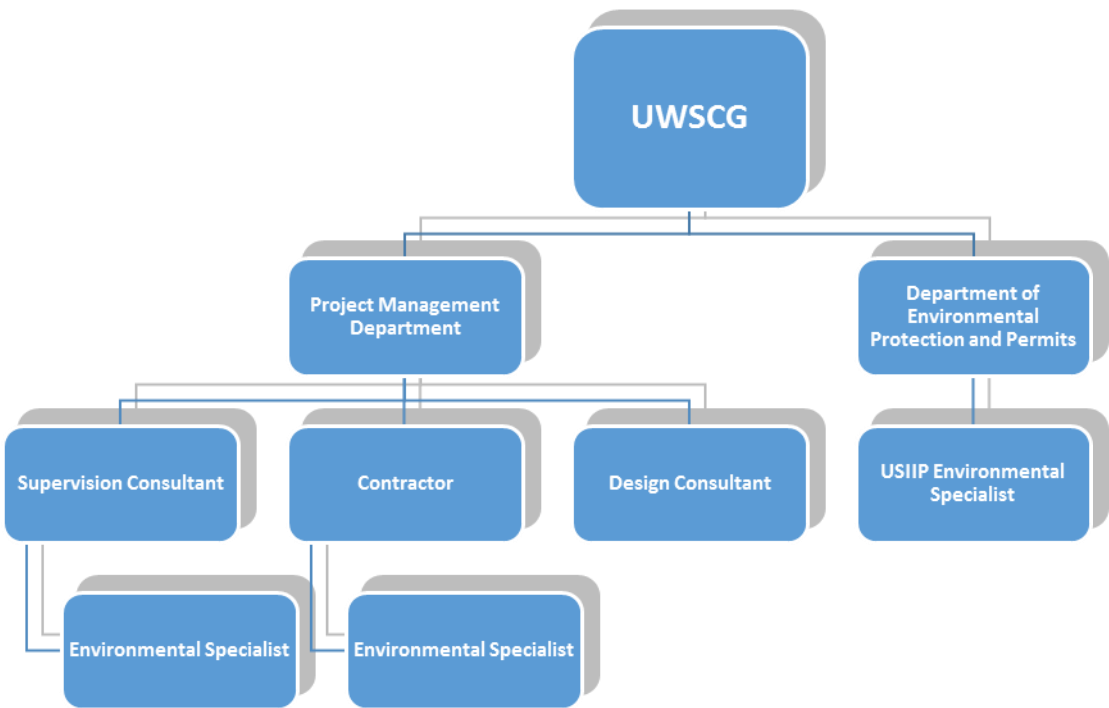 UWSCG
Project Management
Department
Department of
Environmental
Protection and Permits
Supervision Consultant
Contractor
Design Consultant
USIIP Environmental
Specialist
Environmental Specialist
Environmental Specialist